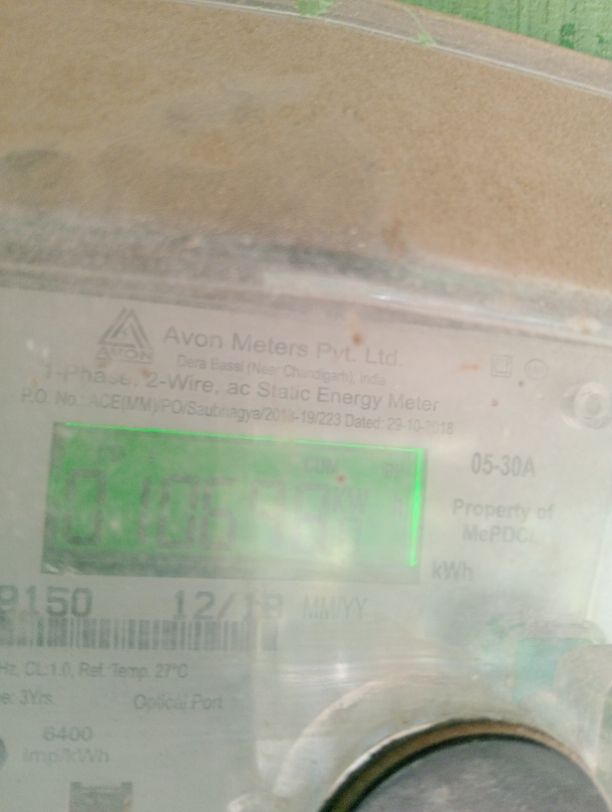 AVON
Avon Meters Pvt. Ltd.
Dera Bassi (Near Chandigarh), India
1-Phase, 2-Wire, ac Static Energy Meter
P.O. No.: ACE(MM)/PO/Saubhagya/2018-19/223 Dated: 29-10-2018
CUM
05-30A
Property of
MePDCL
kWh
9150 12/18 MM/YY
Hz, CL:1.0, Ref. Temp. 27°C
e: 3Yrs. Optical Port
6400
imp/kWh